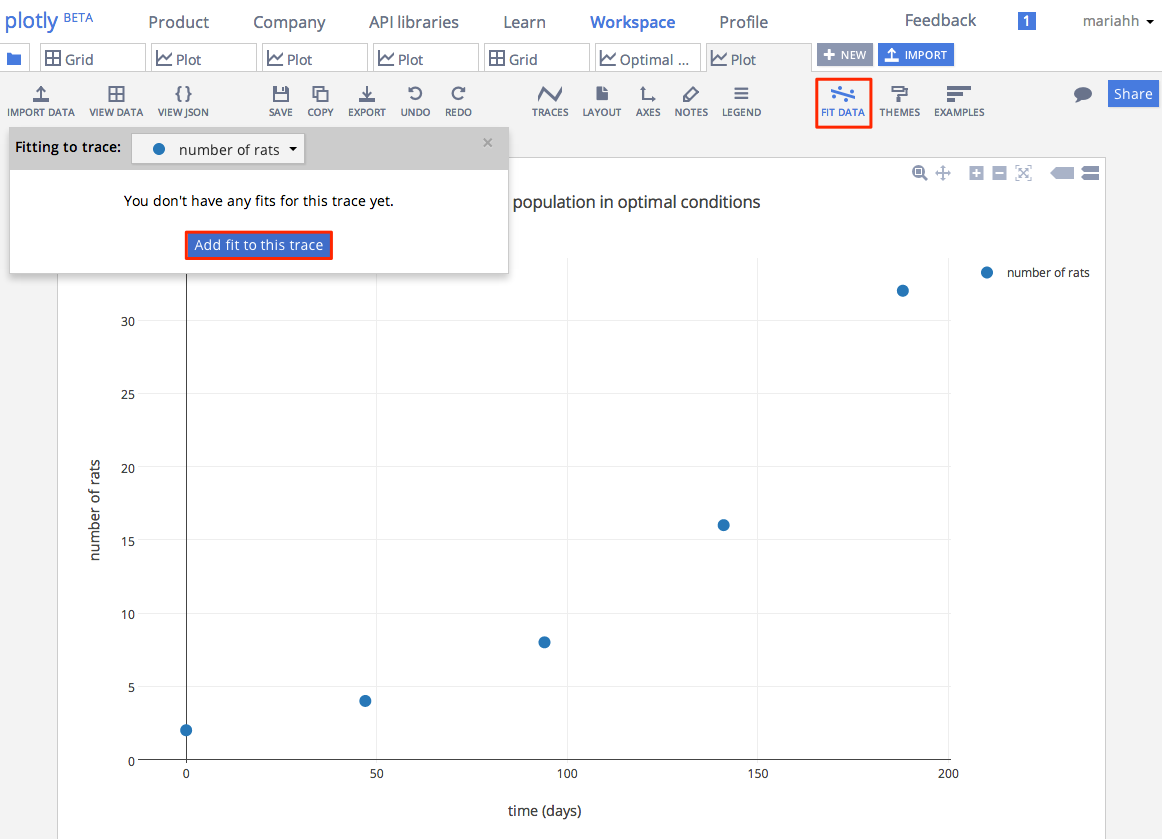 plotly BETA Product Company API libraries Learn Workspace Profile Feedback 1 mariahh
Grid Plot Plot Plot Grid Optimal ... Plot NEW IMPORT
IMPORT DATA VIEW DATA VIEW JSON SAVE COPY EXPORT UNDO REDO TRACES LAYOUT AXES NOTES LEGEND FIT DATA THEMES EXAMPLES Share
Fitting to trace: number of rats ×
You don't have any fits for this trace yet.
Add fit to this trace
population in optimal conditions
number of rats
30
25
20
15
10
5
0
number of rats
0 50 100 150 200
time (days)